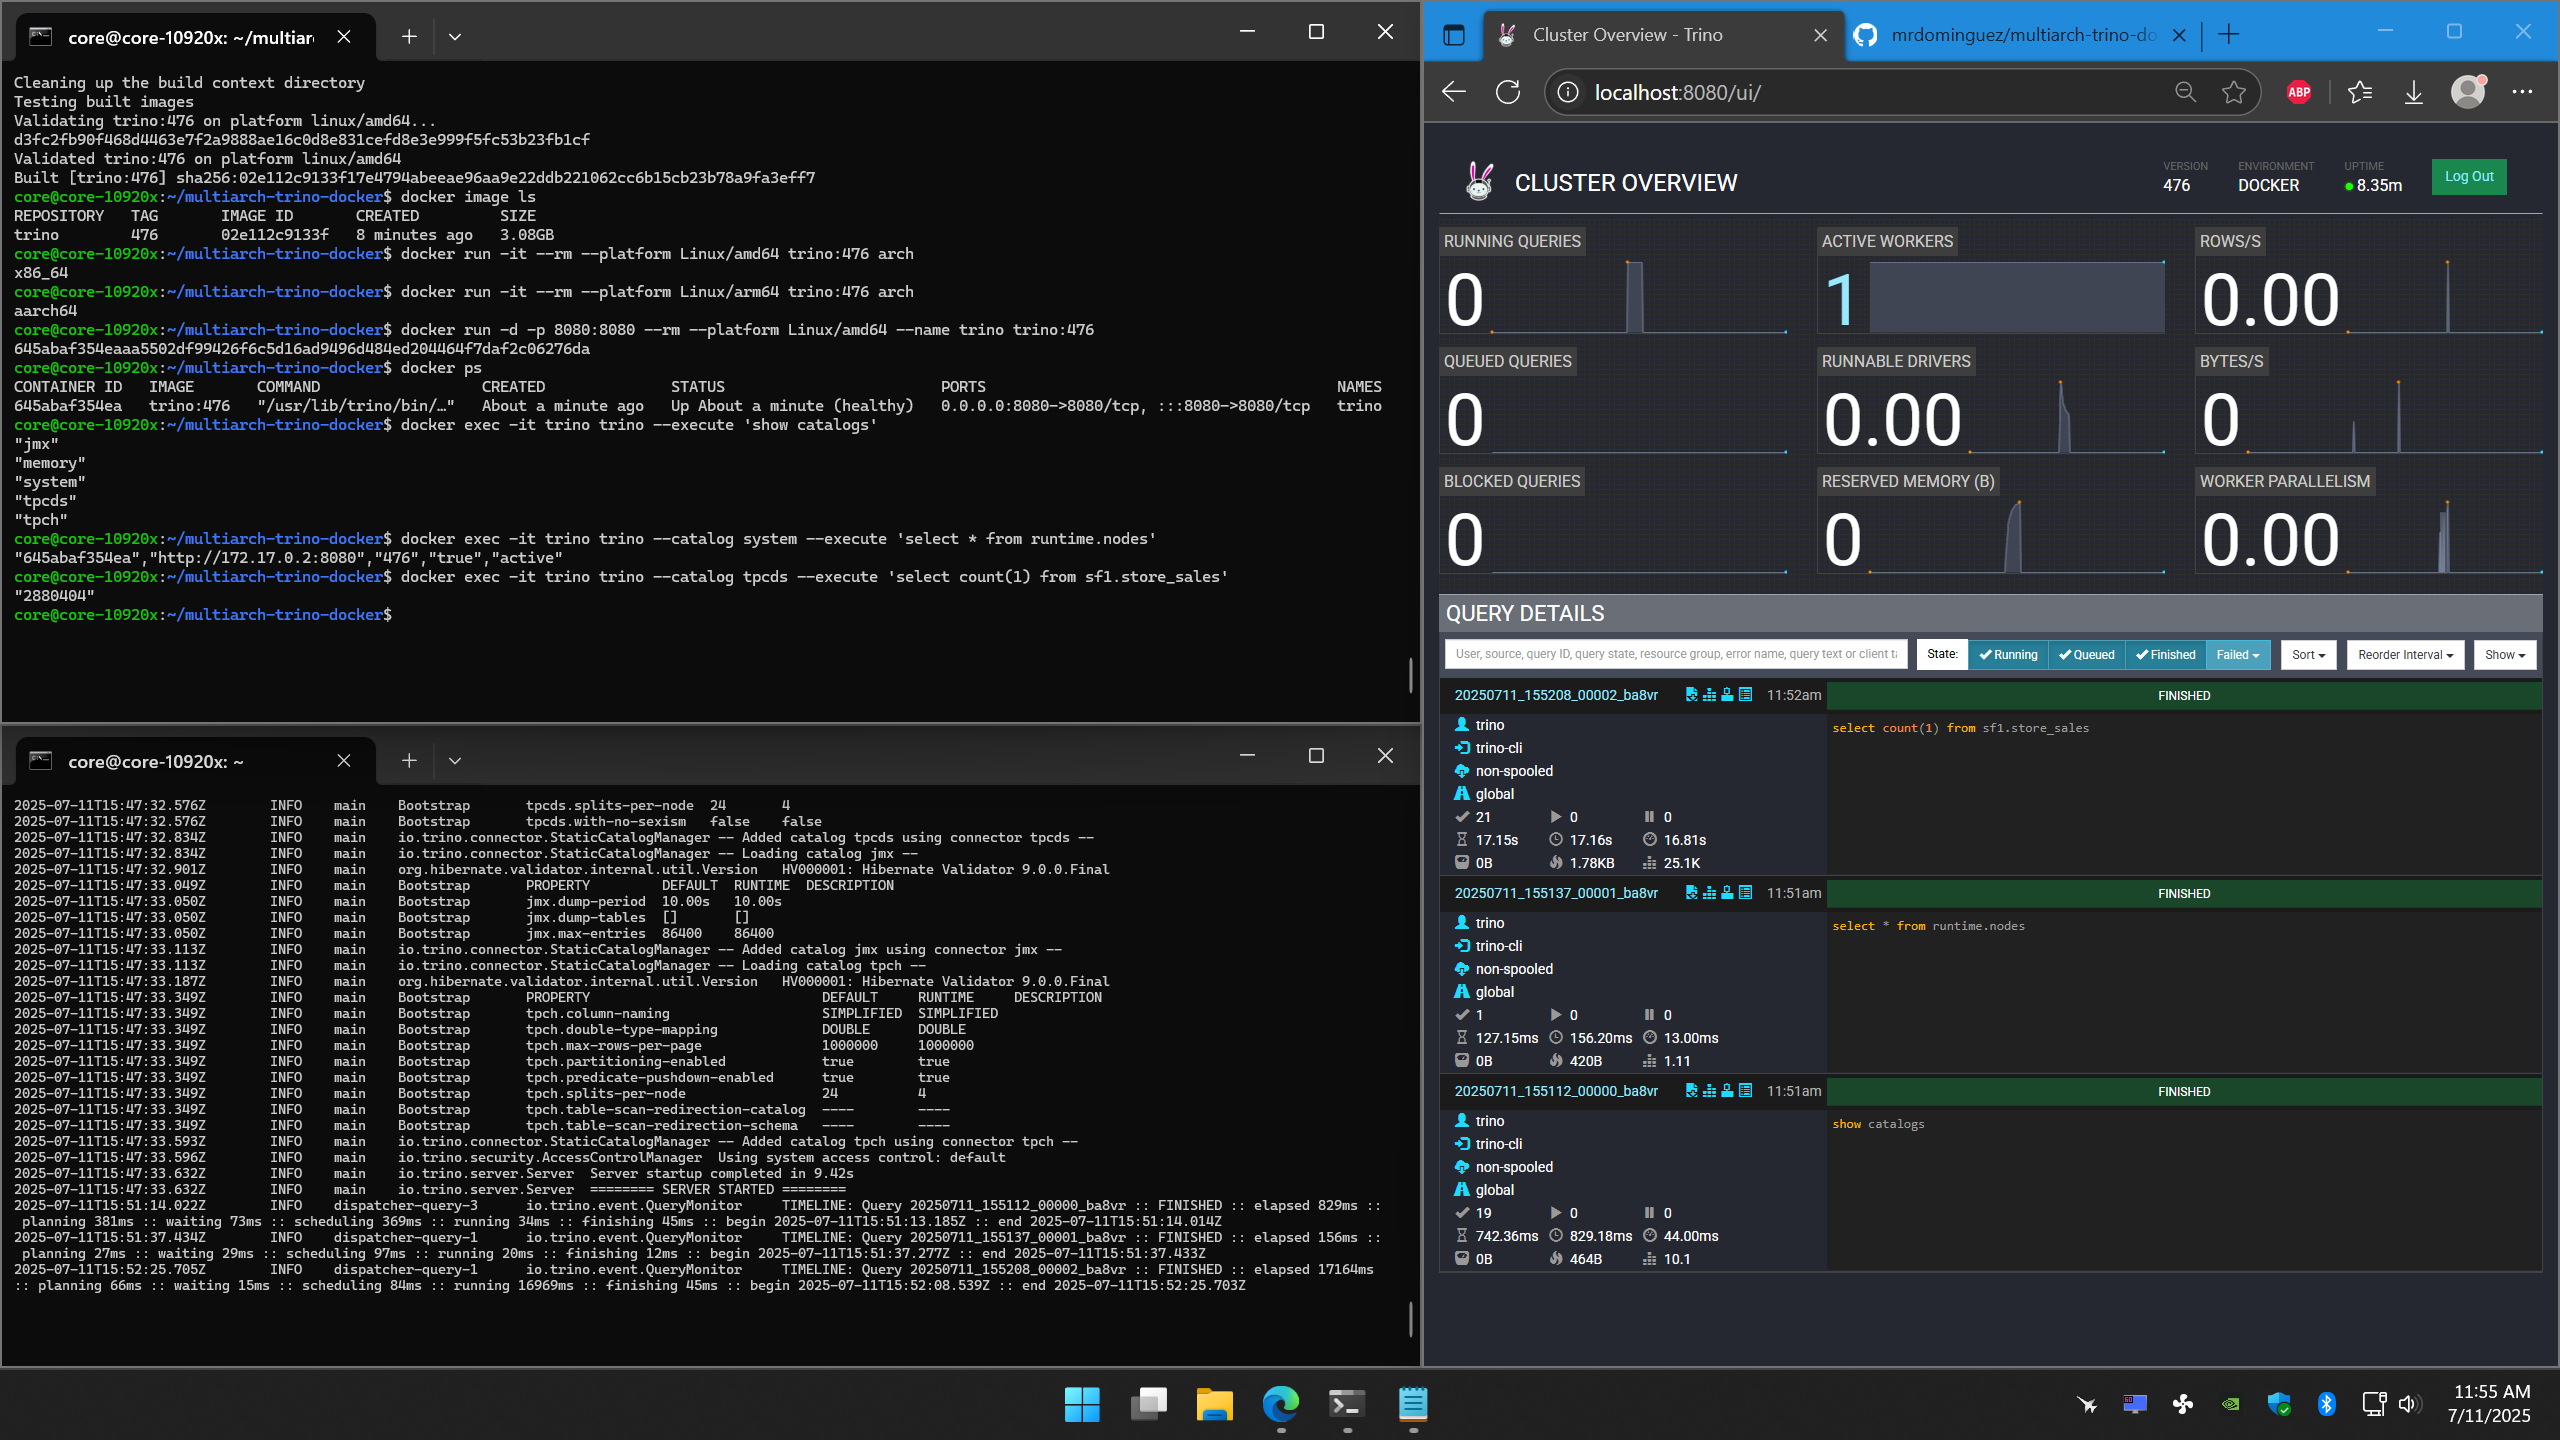 core@core-10920x: ~/multiar
Cleaning up the build context directory
Testing built images
Validating trino:476 on platform linux/amd64...
d3fc2fb90f468d4463e7f2a9888ae16c0d8e831cefd8e3e999f5fc53b23fb1cf
Validated trino:476 on platform linux/amd64
Built [trino:476] sha256:02e112c9133f17e4794abeeae96aa9e22ddb221062cc6b15cb23b78a9fa3eff7
core@core-10920x:~/multiarch-trino-docker$ docker image ls
REPOSITORY   TAG       IMAGE ID       CREATED         SIZE
trino        476       02e112c9133f   8 minutes ago   3.08GB
core@core-10920x:~/multiarch-trino-docker$ docker run -it --rm --platform Linux/amd64 trino:476 arch
x86_64
core@core-10920x:~/multiarch-trino-docker$ docker run -it --rm --platform Linux/arm64 trino:476 arch
aarch64
core@core-10920x:~/multiarch-trino-docker$ docker run -d -p 8080:8080 --rm --platform Linux/amd64 --name trino trino:476
645abaf354eaaa5502df99426f6c5d16ad9496d484ed204464f7daf2c06276da
core@core-10920x:~/multiarch-trino-docker$ docker ps
CONTAINER ID   IMAGE       COMMAND                  CREATED              STATUS                        PORTS                                       NAMES
645abaf354ea   trino:476   "/usr/lib/trino/bin/…"   About a minute ago   Up About a minute (healthy)   0.0.0.0:8080->8080/tcp, :::8080->8080/tcp   trino
core@core-10920x:~/multiarch-trino-docker$ docker exec -it trino trino --execute 'show catalogs'
"jmx"
"memory"
"system"
"tpcds"
"tpch"
core@core-10920x:~/multiarch-trino-docker$ docker exec -it trino trino --catalog system --execute 'select * from runtime.nodes'
"645abaf354ea","http://172.17.0.2:8080","476","true","active"
core@core-10920x:~/multiarch-trino-docker$ docker exec -it trino trino --catalog tpcds --execute 'select count(1) from sf1.store_sales'
"2880404"
core@core-10920x:~/multiarch-trino-docker$
core@core-10920x: ~
2025-07-11T15:47:32.576Z INFO main Bootstrap tpcds.splits-per-node 24 4
2025-07-11T15:47:32.576Z INFO main Bootstrap tpcds.with-no-sexism false false
2025-07-11T15:47:32.834Z INFO main io.trino.connector.StaticCatalogManager -- Added catalog tpcds using connector tpcds --
2025-07-11T15:47:32.834Z INFO main io.trino.connector.StaticCatalogManager -- Loading catalog jmx --
2025-07-11T15:47:32.901Z INFO main org.hibernate.validator.internal.util.Version HV000001: Hibernate Validator 9.0.0.Final
2025-07-11T15:47:33.049Z INFO main Bootstrap PROPERTY DEFAULT RUNTIME DESCRIPTION
2025-07-11T15:47:33.050Z INFO main Bootstrap jmx.dump-period 10.00s 10.00s
2025-07-11T15:47:33.050Z INFO main Bootstrap jmx.dump-tables [] []
2025-07-11T15:47:33.050Z INFO main Bootstrap jmx.max-entries 86400 86400
2025-07-11T15:47:33.113Z INFO main io.trino.connector.StaticCatalogManager -- Added catalog jmx using connector jmx --
2025-07-11T15:47:33.113Z INFO main io.trino.connector.StaticCatalogManager -- Loading catalog tpch --
2025-07-11T15:47:33.187Z INFO main org.hibernate.validator.internal.util.Version HV000001: Hibernate Validator 9.0.0.Final
2025-07-11T15:47:33.349Z INFO main Bootstrap PROPERTY DEFAULT RUNTIME DESCRIPTION
2025-07-11T15:47:33.349Z INFO main Bootstrap tpch.column-naming SIMPLIFIED SIMPLIFIED
2025-07-11T15:47:33.349Z INFO main Bootstrap tpch.double-type-mapping DOUBLE DOUBLE
2025-07-11T15:47:33.349Z INFO main Bootstrap tpch.max-rows-per-page 1000000 1000000
2025-07-11T15:47:33.349Z INFO main Bootstrap tpch.partitioning-enabled true true
2025-07-11T15:47:33.349Z INFO main Bootstrap tpch.predicate-pushdown-enabled true true
2025-07-11T15:47:33.349Z INFO main Bootstrap tpch.splits-per-node 24 4
2025-07-11T15:47:33.349Z INFO main Bootstrap tpch.table-scan-redirection-catalog ---- ----
2025-07-11T15:47:33.349Z INFO main Bootstrap tpch.table-scan-redirection-schema ---- ----
2025-07-11T15:47:33.593Z INFO main io.trino.connector.StaticCatalogManager -- Added catalog tpch using connector tpch --
2025-07-11T15:47:33.596Z INFO main io.trino.security.AccessControlManager Using system access control: default
2025-07-11T15:47:33.632Z INFO main io.trino.server.Server Server startup completed in 9.42s
2025-07-11T15:47:33.632Z INFO main io.trino.server.Server ======== SERVER STARTED ========
2025-07-11T15:51:14.022Z INFO dispatcher-query-3 io.trino.event.QueryMonitor TIMELINE: Query 20250711_155112_00000_ba8vr :: FINISHED :: elapsed 829ms ::
planning 381ms :: waiting 73ms :: scheduling 369ms :: running 34ms :: finishing 45ms :: begin 2025-07-11T15:51:13.185Z :: end 2025-07-11T15:51:14.014Z
2025-07-11T15:51:37.434Z INFO dispatcher-query-1 io.trino.event.QueryMonitor TIMELINE: Query 20250711_155137_00001_ba8vr :: FINISHED :: elapsed 156ms ::
planning 27ms :: waiting 29ms :: scheduling 97ms :: running 20ms :: finishing 12ms :: begin 2025-07-11T15:51:37.277Z :: end 2025-07-11T15:51:37.433Z
2025-07-11T15:52:25.705Z INFO dispatcher-query-1 io.trino.event.QueryMonitor TIMELINE: Query 20250711_155208_00002_ba8vr :: FINISHED :: elapsed 17164ms
:: planning 66ms :: waiting 15ms :: scheduling 84ms :: running 16969ms :: finishing 45ms :: begin 2025-07-11T15:52:08.539Z :: end 2025-07-11T15:52:25.703Z
Cluster Overview - Trino
mrdominguez/multiarch-trino-do
localhost:8080/ui/
ABP
CLUSTER OVERVIEW
VERSION ENVIRONMENT UPTIME
476 DOCKER 8.35m
Log Out
RUNNING QUERIES ACTIVE WORKERS ROWS/S
0 1 0.00
QUEUED QUERIES RUNNABLE DRIVERS BYTES/S
0 0.00 0
BLOCKED QUERIES RESERVED MEMORY (B) WORKER PARALLELISM
0 0 0.00
QUERY DETAILS
User, source, query ID, query state, resource group, error name, query text or client ta
State: Running Queued Finished Failed Sort Reorder Interval Show
20250711_155208_00002_ba8vr 11:52am FINISHED
trino
select count(1) from sf1.store_sales
trino-cli
non-spooled
global
21 0 0
17.15s 17.16s 16.81s
0B 1.78KB 25.1K
20250711_155137_00001_ba8vr 11:51am FINISHED
trino
select * from runtime.nodes
trino-cli
non-spooled
global
1 0 0
127.15ms 156.20ms 13.00ms
0B 420B 1.11
20250711_155112_00000_ba8vr 11:51am FINISHED
trino
show catalogs
trino-cli
non-spooled
global
19 0 0
742.36ms 829.18ms 44.00ms
0B 464B 10.1
11:55 AM
7/11/2025